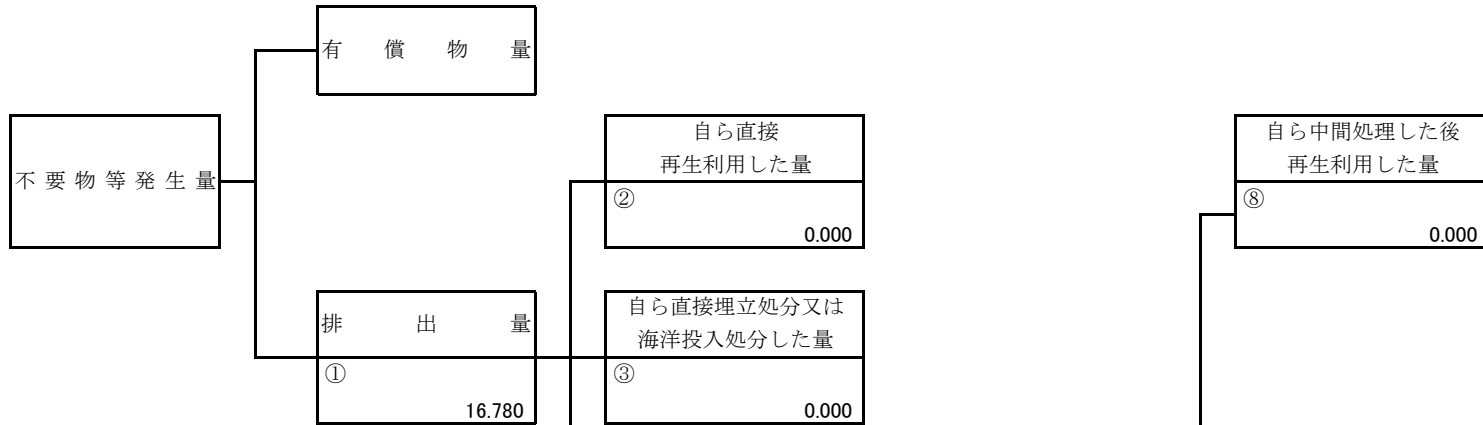 有償物量
不要物等発生量
自ら直接
再生利用した量
②
0.000
自ら中間処理した後
再生利用した量
⑧
0.000
排出量
①
16.780
自ら直接埋立処分又は
海洋投入処分した量
③
0.000